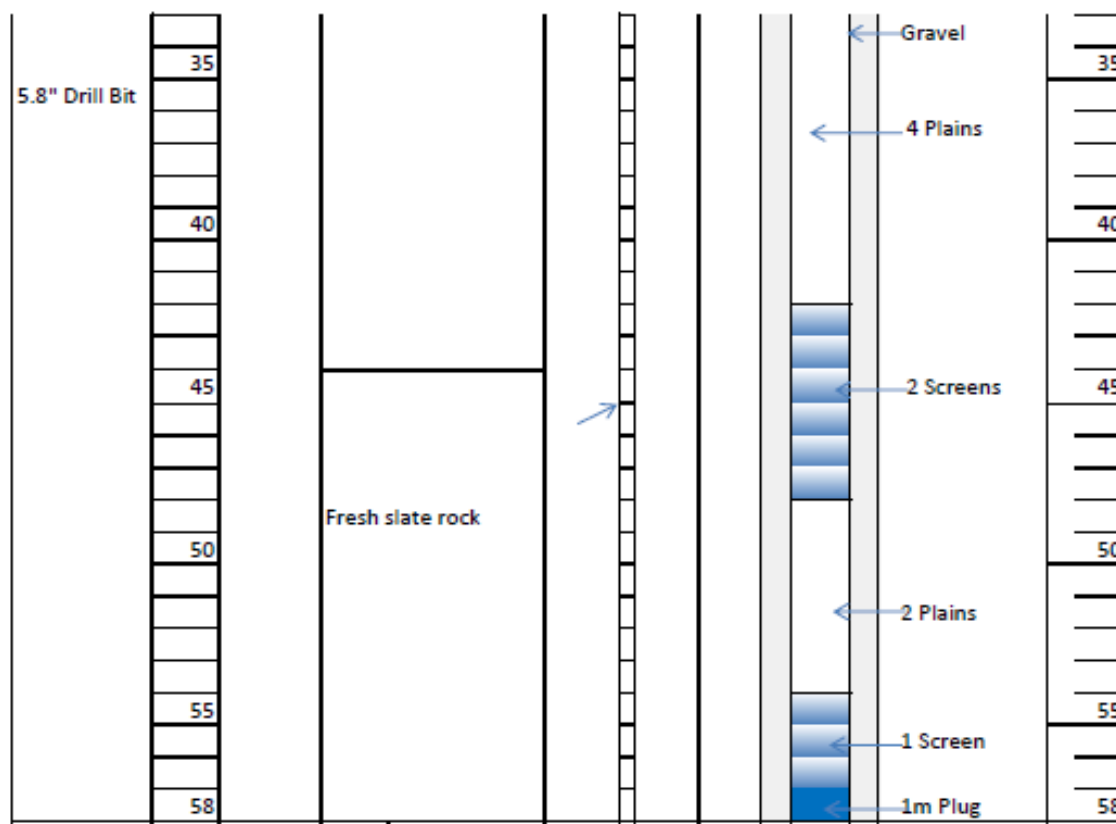 Gravel
35 35
5.8" Drill Bit
4 Plains
40 40
45 2 Screens 45
Fresh slate rock
50 50
2 Plains
55 55
1 Screen
58 1m Plug 58